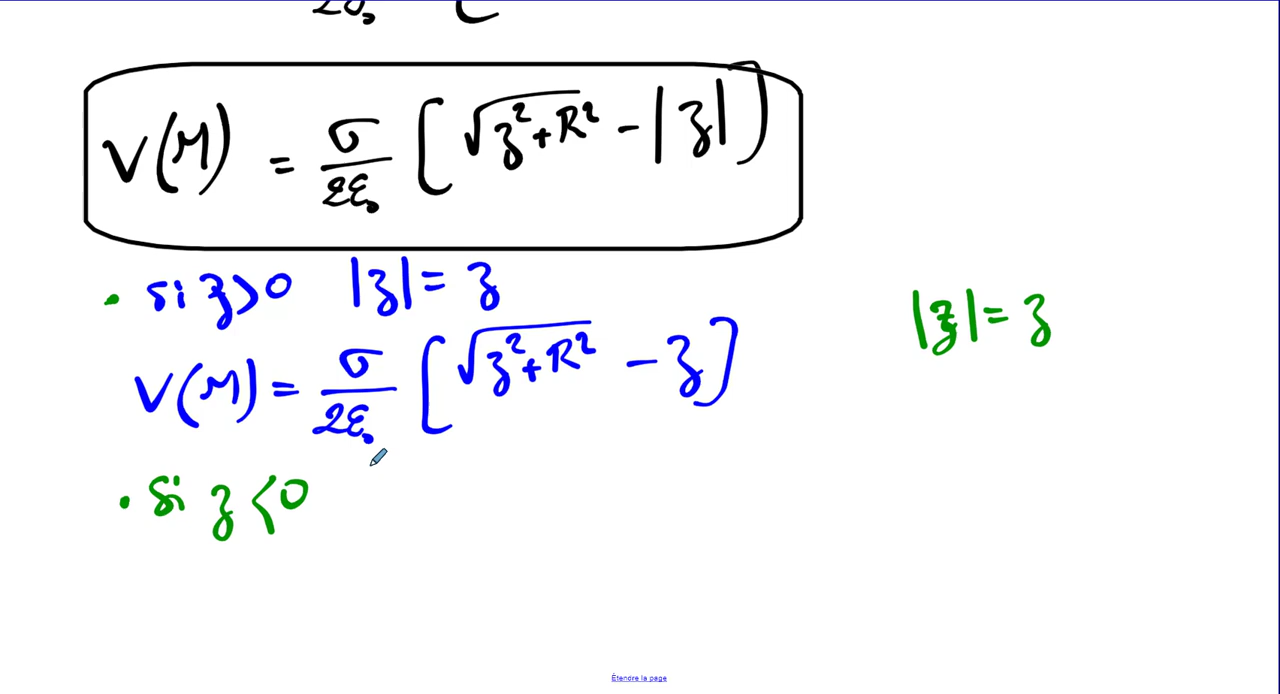 V(M) = σ/2ε₀ [√z²+R² - |z|]
• si z>0 |z| = z
|z| = z
V(M) = σ/2ε₀ [√z²+R² - z]
• si z<0
Étendre la page